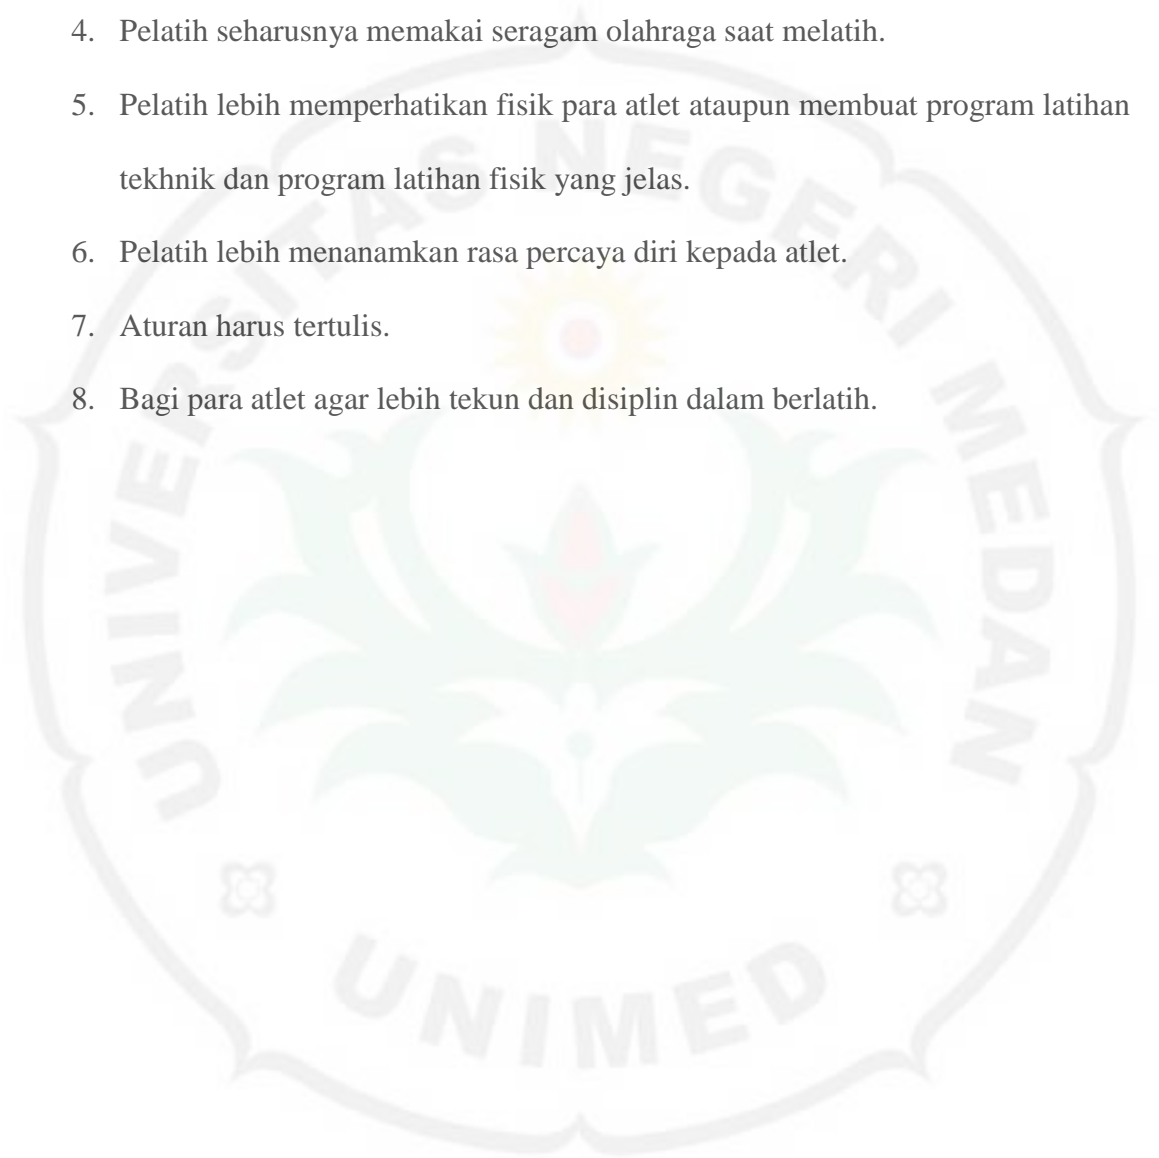 4. Pelatih seharusnya memakai seragam olahraga saat melatih.
5. Pelatih lebih memperhatikan fisik para atlet ataupun membuat program latihan
tekhnik dan program latihan fisik yang jelas.
6. Pelatih lebih menanamkan rasa percaya diri kepada atlet.
7. Aturan harus tertulis.
8. Bagi para atlet agar lebih tekun dan disiplin dalam berlatih.
UNIVERSITAS NEGERI MEDAN
UNIMED